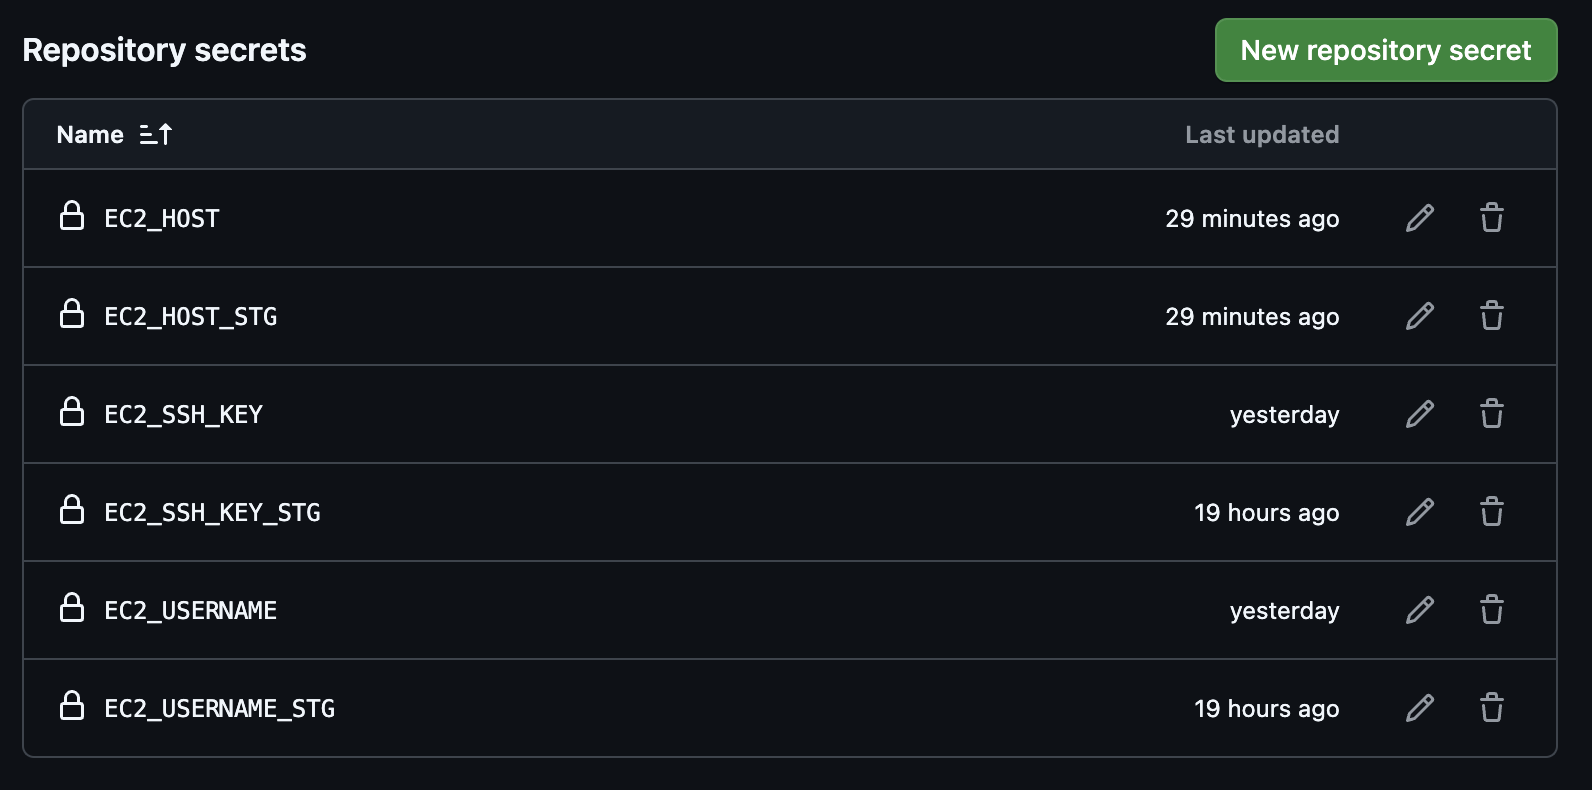 Repository secrets
New repository secret
Name
Last updated
EC2_HOST
29 minutes ago
EC2_HOST_STG
29 minutes ago
EC2_SSH_KEY
yesterday
EC2_SSH_KEY_STG
19 hours ago
EC2_USERNAME
yesterday
EC2_USERNAME_STG
19 hours ago